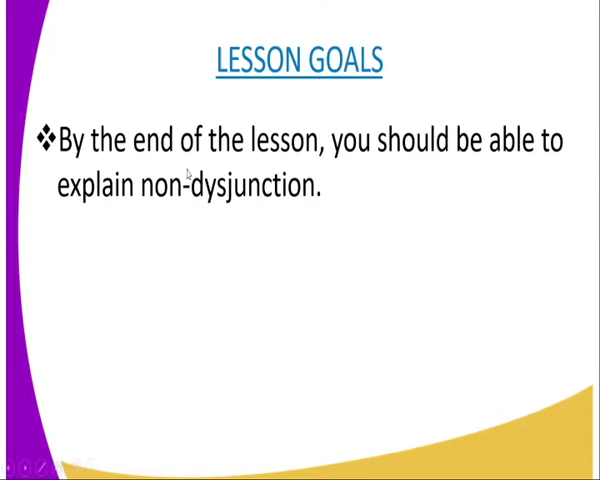 LESSON GOALS
❖By the end of the lesson, you should be able to
explain non-dysjunction.